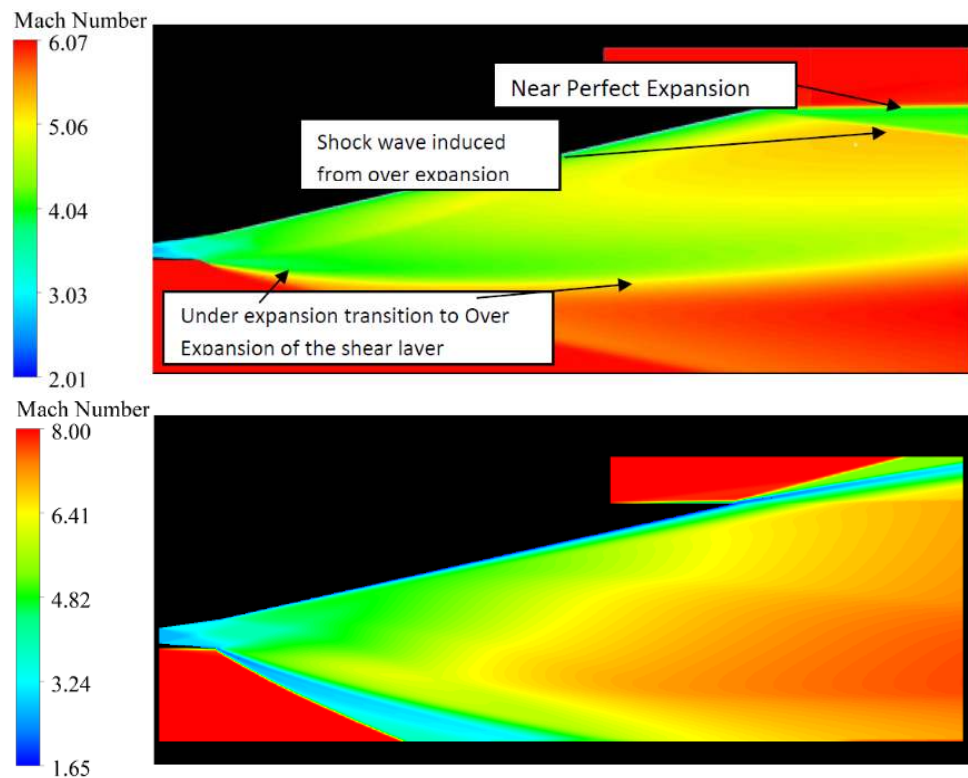 Mach Number
6.07
5.06
4.04
3.03
2.01
Near Perfect Expansion
Shock wave induced
from over expansion
Under expansion transition to Over
Expansion of the shear layer
Mach Number
8.00
6.41
4.82
3.24
1.65